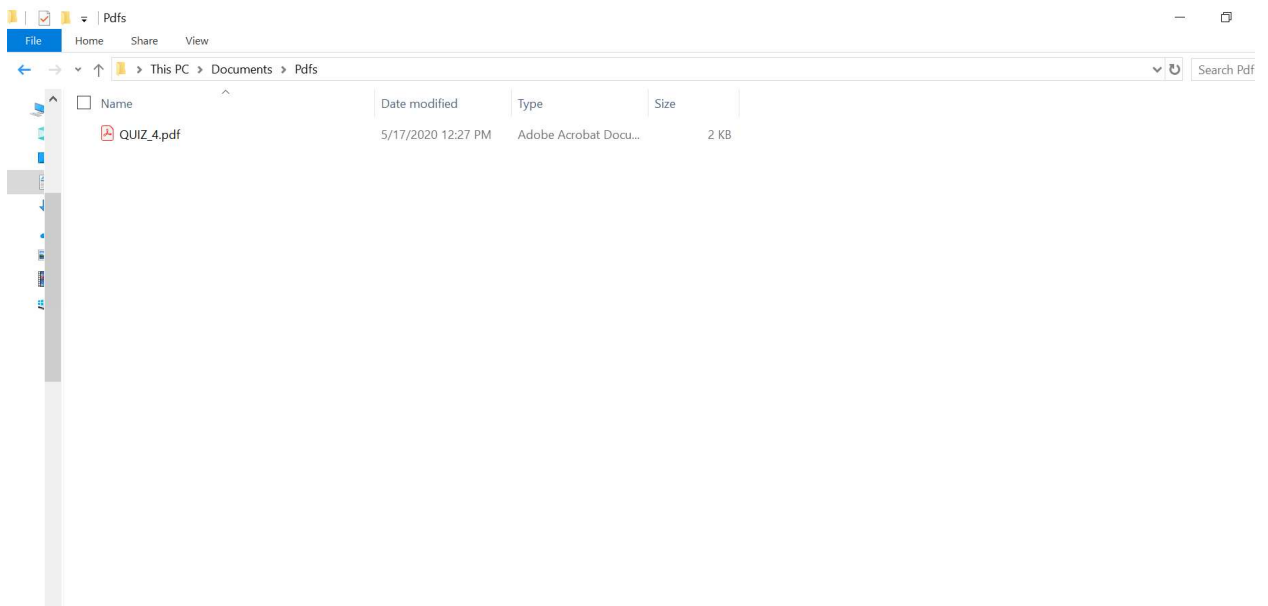 Pdfs
File Home Share View
This PC Documents Pdfs
Search Pdf
Name Date modified Type Size
QUIZ_4.pdf 5/17/2020 12:27 PM Adobe Acrobat Docu... 2 KB